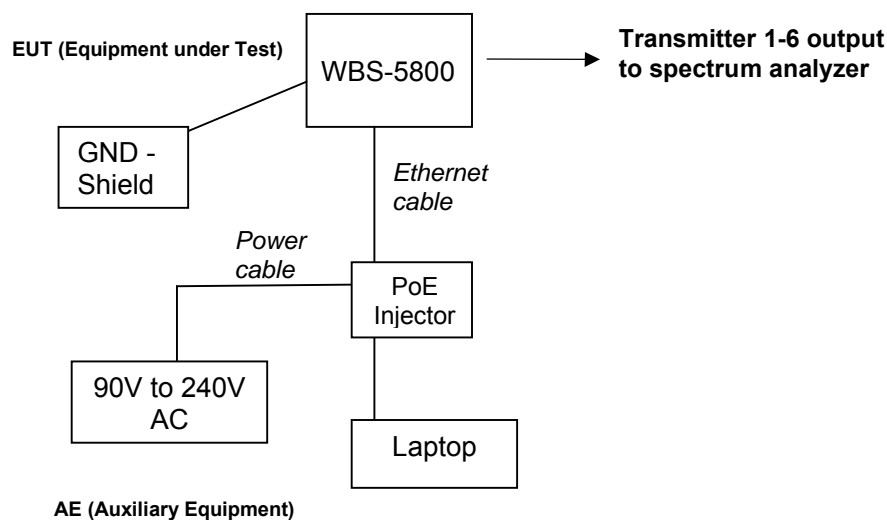 EUT (Equipment under Test)
WBS-5800
Transmitter 1-6 output
to spectrum analyzer
GND -
Shield
Ethernet
cable
Power
cable
PoE
Injector
90V to 240V
AC
Laptop
AE (Auxiliary Equipment)